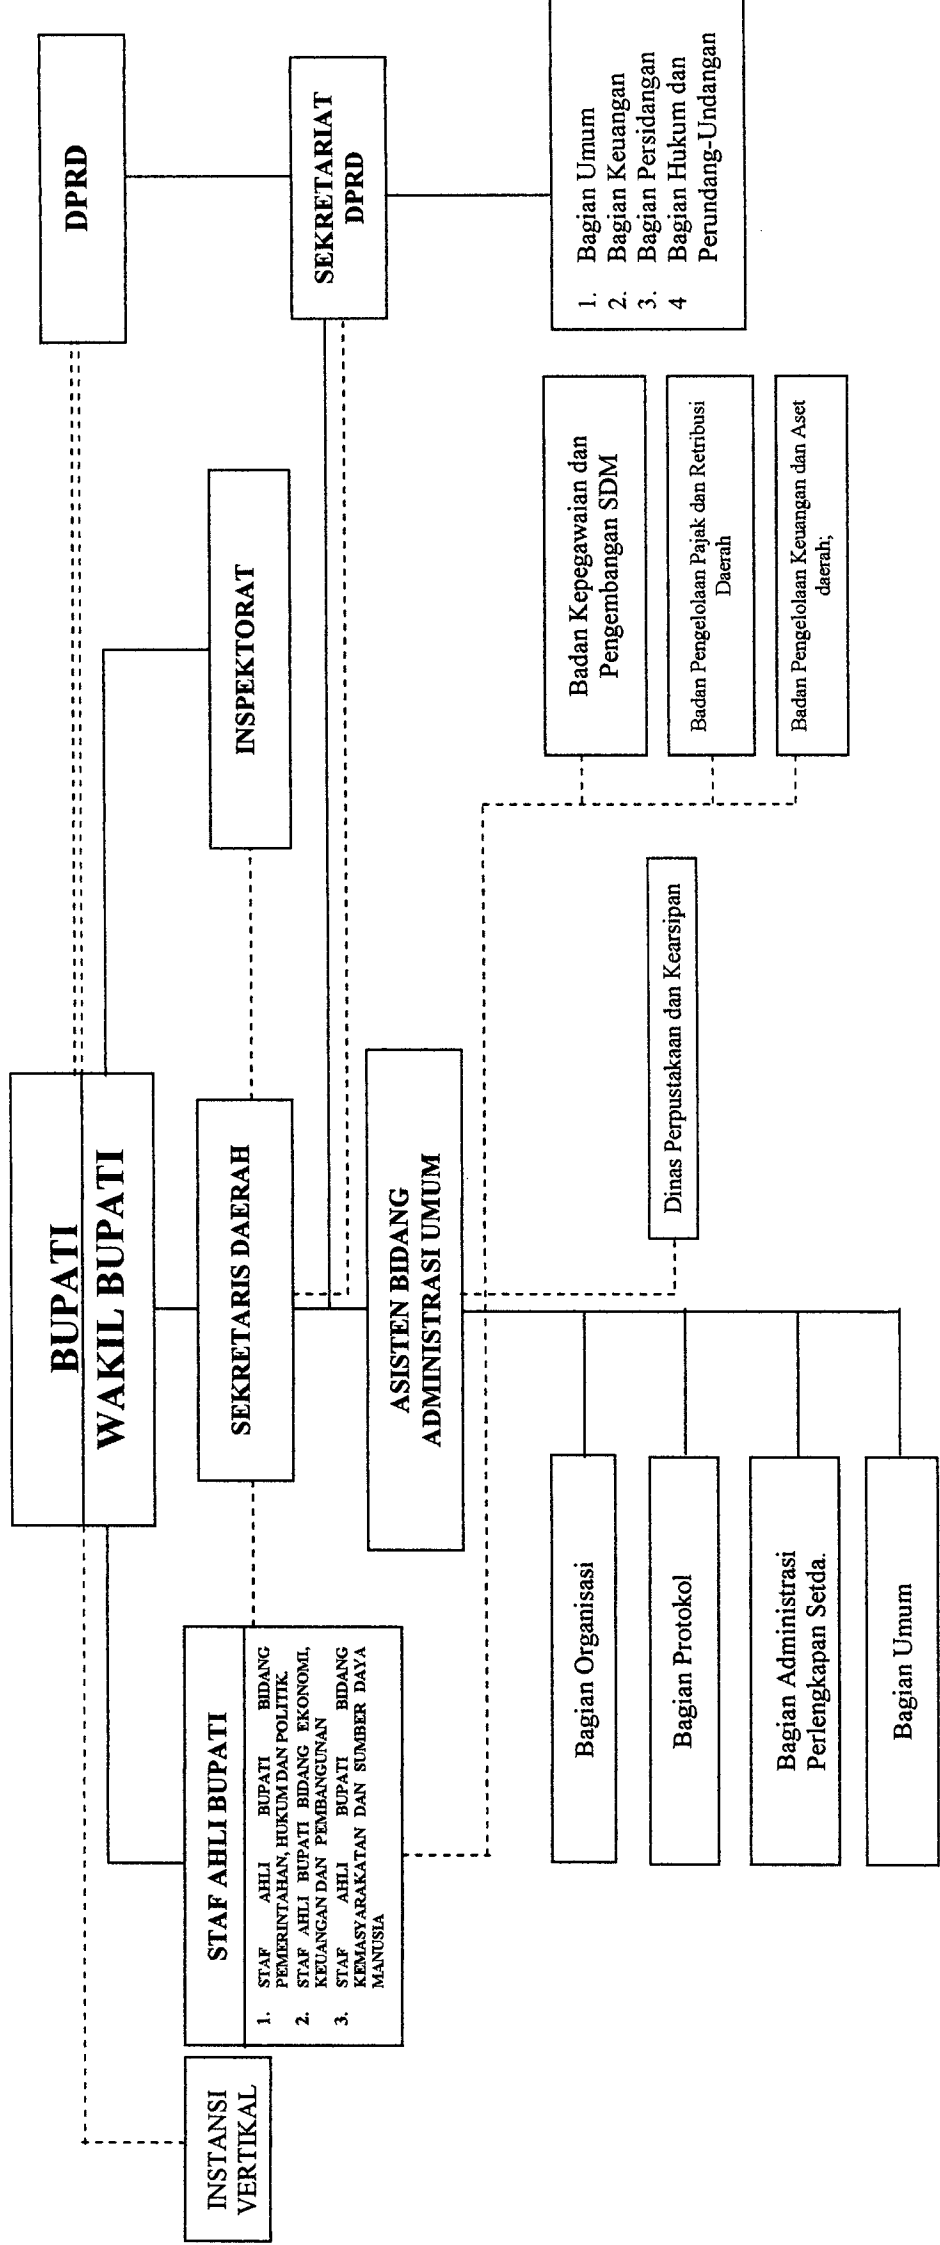 BUPATI
WAKIL BUPATI
DPRD
INSTANSI
VERTIKAL
STAF AHLI BUPATI
1. STAF AHLI BUPATI BIDANG
PEMERINTAHAN, HUKUM DAN POLITIK.
2. STAF AHLI BUPATI BIDANG EKONOMI,
KEUANGAN DAN PEMBANGUNAN
3. STAF AHLI BUPATI BIDANG
KEMASYARAKATAN DAN SUMBER DAYA
MANUSIA
SEKRETARIS DAERAH
INSPEKTORAT
SEKRETARIAT
DPRD
ASISTEN BIDANG
ADMINISTRASI UMUM
1. Bagian Umum
2. Bagian Keuangan
3. Bagian Persidangan
4 Bagian Hukum dan
Perundang-Undangan
Bagian Organisasi
Bagian Protokol
Bagian Administrasi
Perlengkapan Setda.
Bagian Umum
Dinas Perpustakaan dan Kearsipan
Badan Kepegawaian dan
Pengembangan SDM
Badan Pengelolaan Pajak dan Retribusi
Daerah
Badan Pengelolaan Keuangan dan Aset
daerah;